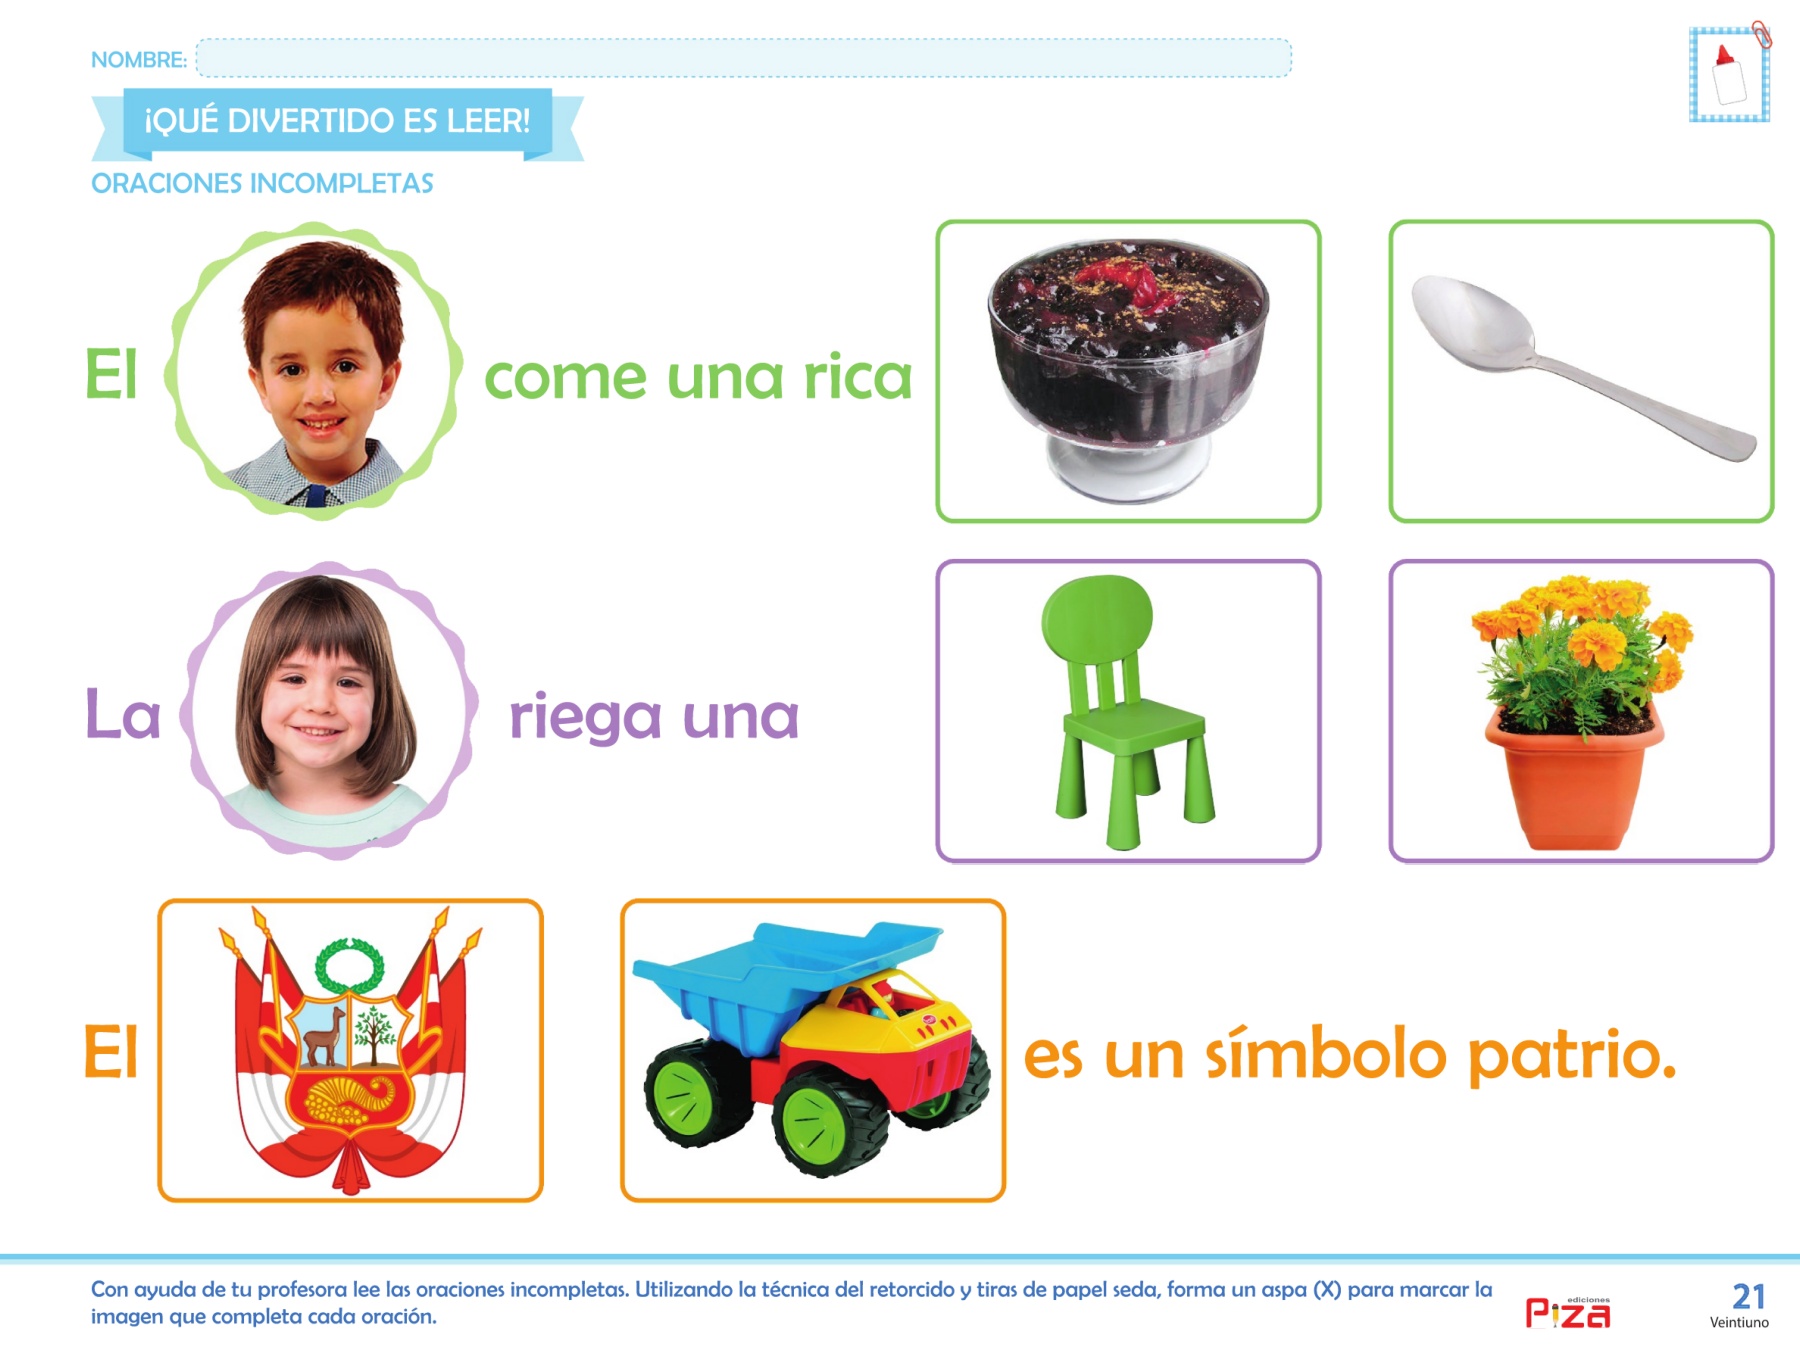 NOMBRE:
¡QUÉ DIVERTIDO ES LEER!
ORACIONES INCOMPLETAS
El come una rica
La riega una
El es un símbolo patrio.
Con ayuda de tu profesora lee las oraciones incompletas. Utilizando la técnica del retorcido y tiras de papel seda, forma un aspa (X) para marcar la
imagen que completa cada oración.
ediciones
Piza
21
Veintiuno